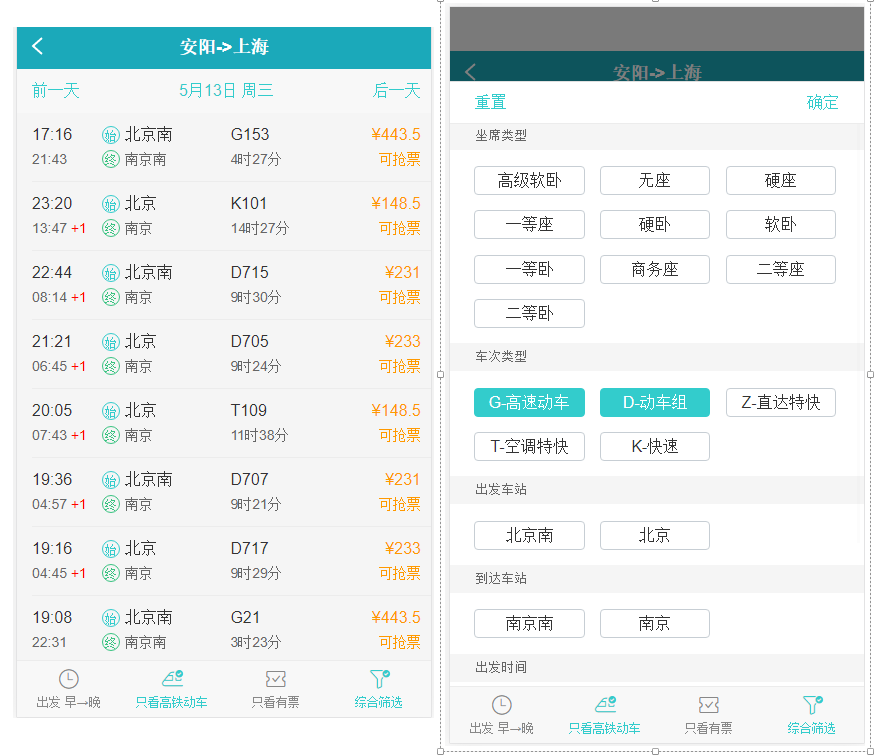 安阳->上海
前一天 5月13日 周三 后一天
17:16 始 北京南 G153 ¥443.5
21:43 终 南京南 4时27分 可抢票
23:20 始 北京 K101 ¥148.5
13:47 +1 终 南京 14时27分 可抢票
22:44 始 北京南 D715 ¥231
08:14 +1 终 南京 9时30分 可抢票
21:21 始 北京 D705 ¥233
06:45 +1 终 南京 9时24分 可抢票
20:05 始 北京 T109 ¥148.5
07:43 +1 终 南京 11时38分 可抢票
19:36 始 北京南 D707 ¥231
04:57 +1 终 南京 9时21分 可抢票
19:16 始 北京 D717 ¥233
04:45 +1 终 南京 9时29分 可抢票
19:08 始 北京南 G21 ¥443.5
22:31 终 南京南 3时23分 可抢票
出发 早→晚 只看高铁动车 只看有票 综合筛选
安阳->上海
重置 确定
坐席类型
高级软卧 无座 硬座
一等座 硬卧 软卧
一等卧 商务座 二等座
二等卧
车次类型
G-高速动车 D-动车组 Z-直达特快
T-空调特快 K-快速
出发车站
北京南 北京
到达车站
南京南 南京
出发时间
出发 早→晚 只看高铁动车 只看有票 综合筛选